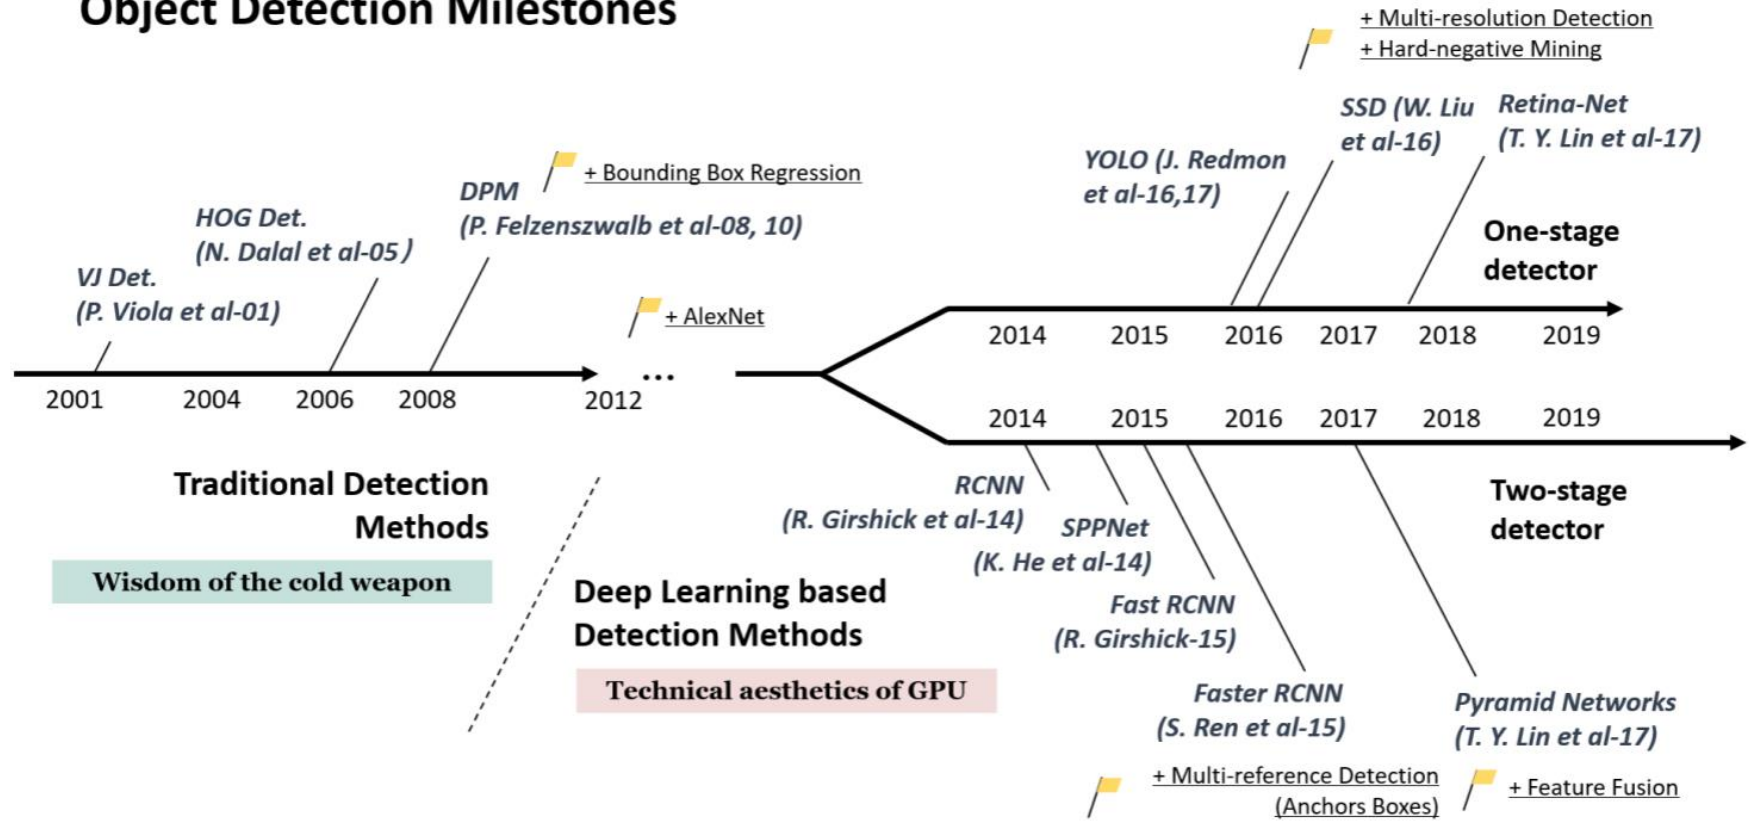 Object Detection Milestones
+ Multi-resolution Detection
+ Hard-negative Mining
SSD (W. Liu
et al-16)
Retina-Net
(T. Y. Lin et al-17)
YOLO (J. Redmon
et al-16,17)
+ Bounding Box Regression
DPM
(P. Felzenszwalb et al-08, 10)
HOG Det.
(N. Dalal et al-05)
VJ Det.
(P. Viola et al-01)
One-stage
detector
+ AlexNet
2014 2015 2016 2017 2018 2019
...
2001 2004 2006 2008 2012
2014 2015 2016 2017 2018 2019
Traditional Detection
Methods
Wisdom of the cold weapon
RCNN
(R. Girshick et al-14)
SPPNet
(K. He et al-14)
Two-stage
detector
Deep Learning based
Detection Methods
Technical aesthetics of GPU
Fast RCNN
(R. Girshick-15)
Faster RCNN
(S. Ren et al-15)
Pyramid Networks
(T. Y. Lin et al-17)
+ Multi-reference Detection
(Anchors Boxes)
+ Feature Fusion